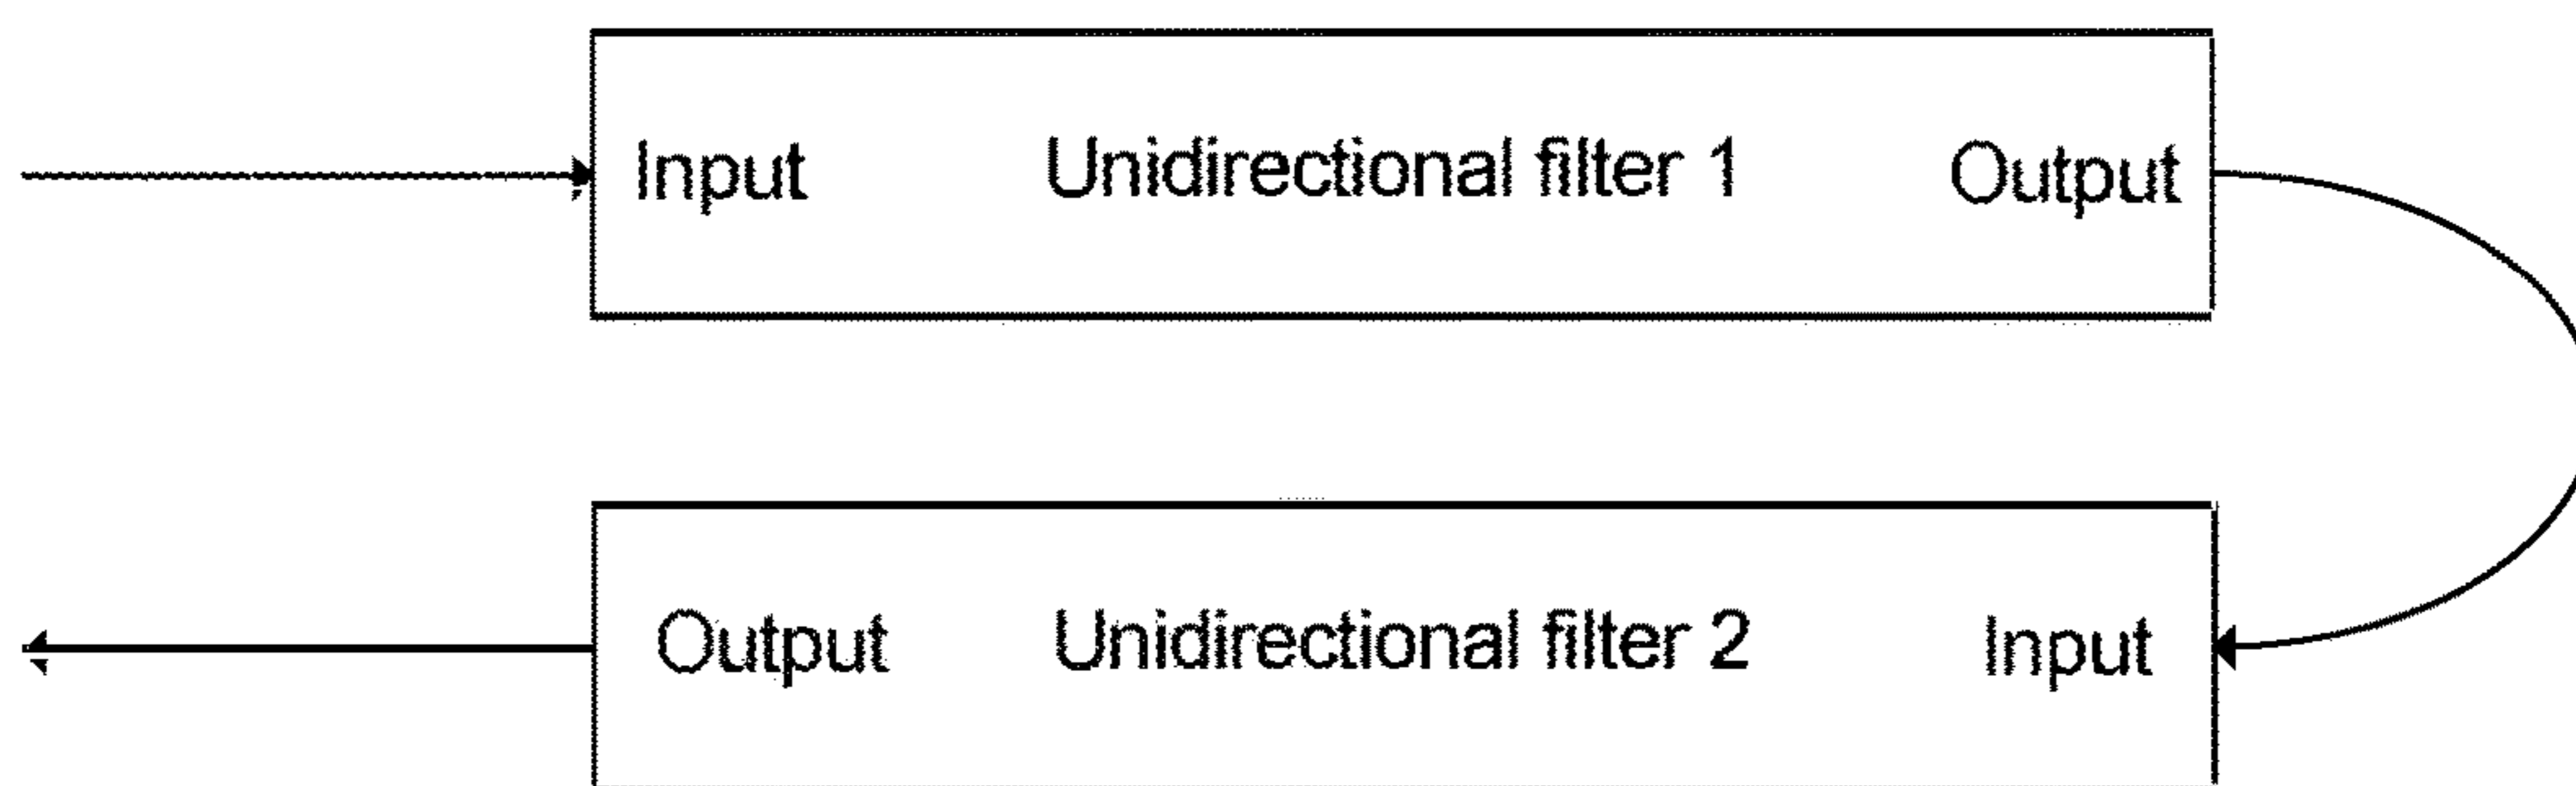 Input Unidirectional filter 1 Output
Output Unidirectional filter 2 Input